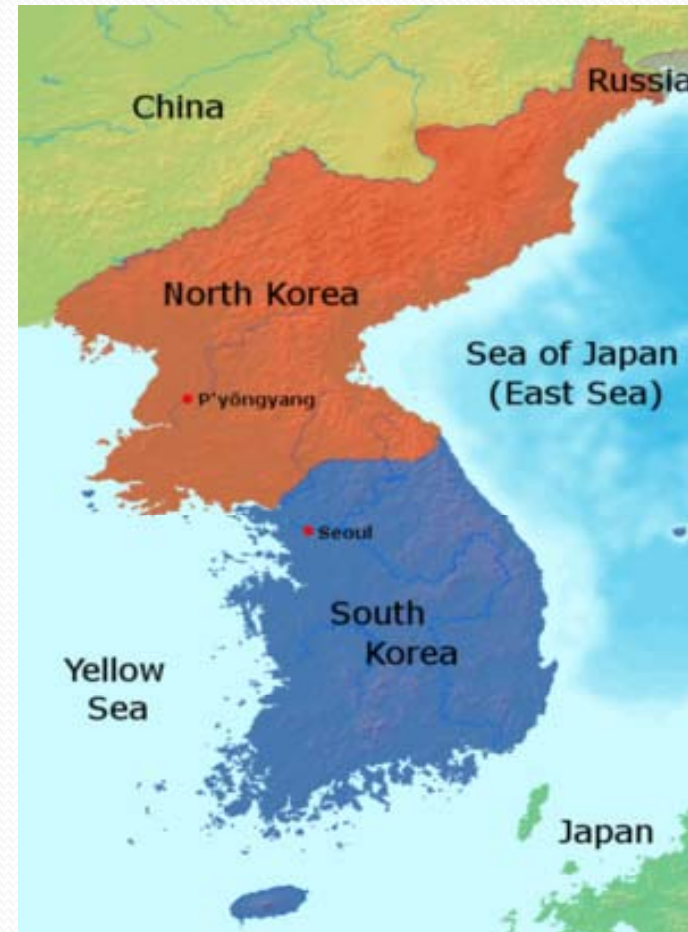 Russia
China
North Korea
Sea of Japan
(East Sea)
P'yŏngyang
Seoul
South
Korea
Yellow
Sea
Japan